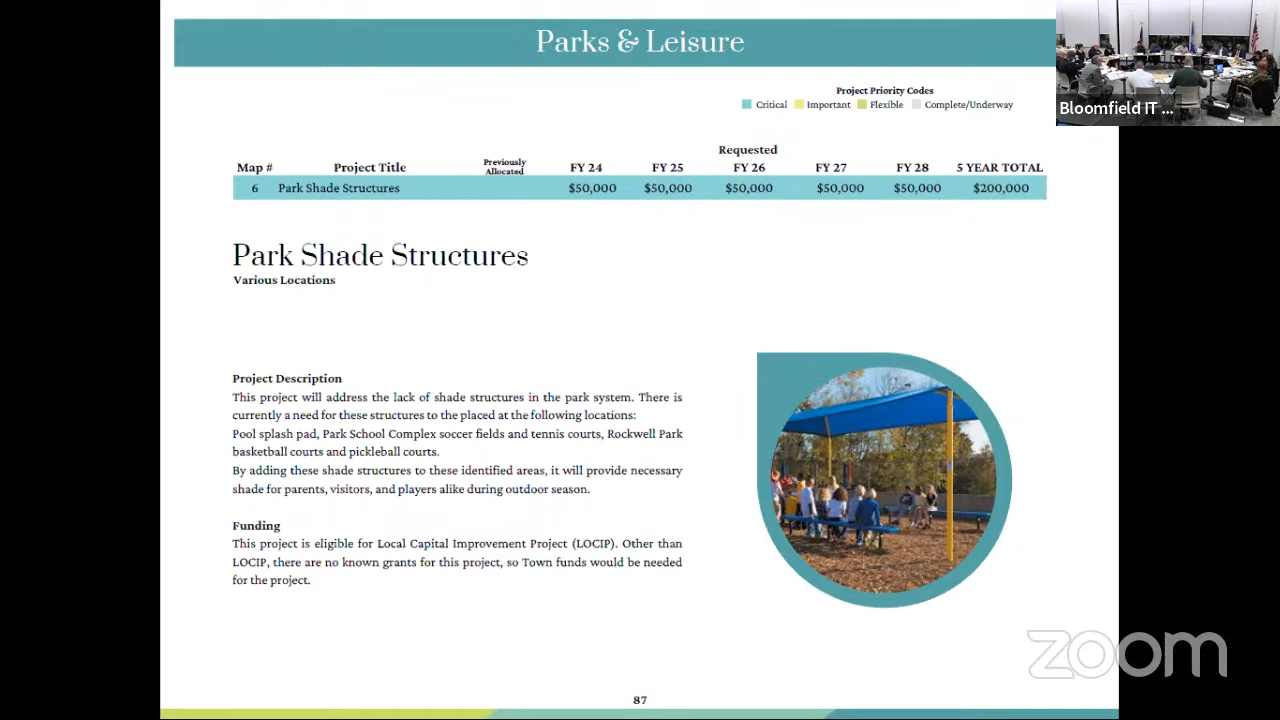 Parks & Leisure
Bloomfield IT ...
Project Priority Codes
Critical Important Flexible Complete/Underway
Requested
Map # Project Title Previously Allocated FY 24 FY 25 FY 26 FY 27 FY 28 5 YEAR TOTAL
6 Park Shade Structures $50,000 $50,000 $50,000 $50,000 $50,000 $200,000
Park Shade Structures
Various Locations
Project Description
This project will address the lack of shade structures in the park system. There is
currently a need for these structures to the placed at the following locations:
Pool splash pad, Park School Complex soccer fields and tennis courts, Rockwell Park
basketball courts and pickleball courts.
By adding these shade structures to these identified areas, it will provide necessary
shade for parents, visitors, and players alike during outdoor season.
Funding
This project is eligible for Local Capital Improvement Project (LOCIP). Other than
LOCIP, there are no known grants for this project, so Town funds would be needed
for the project.
zoom
87